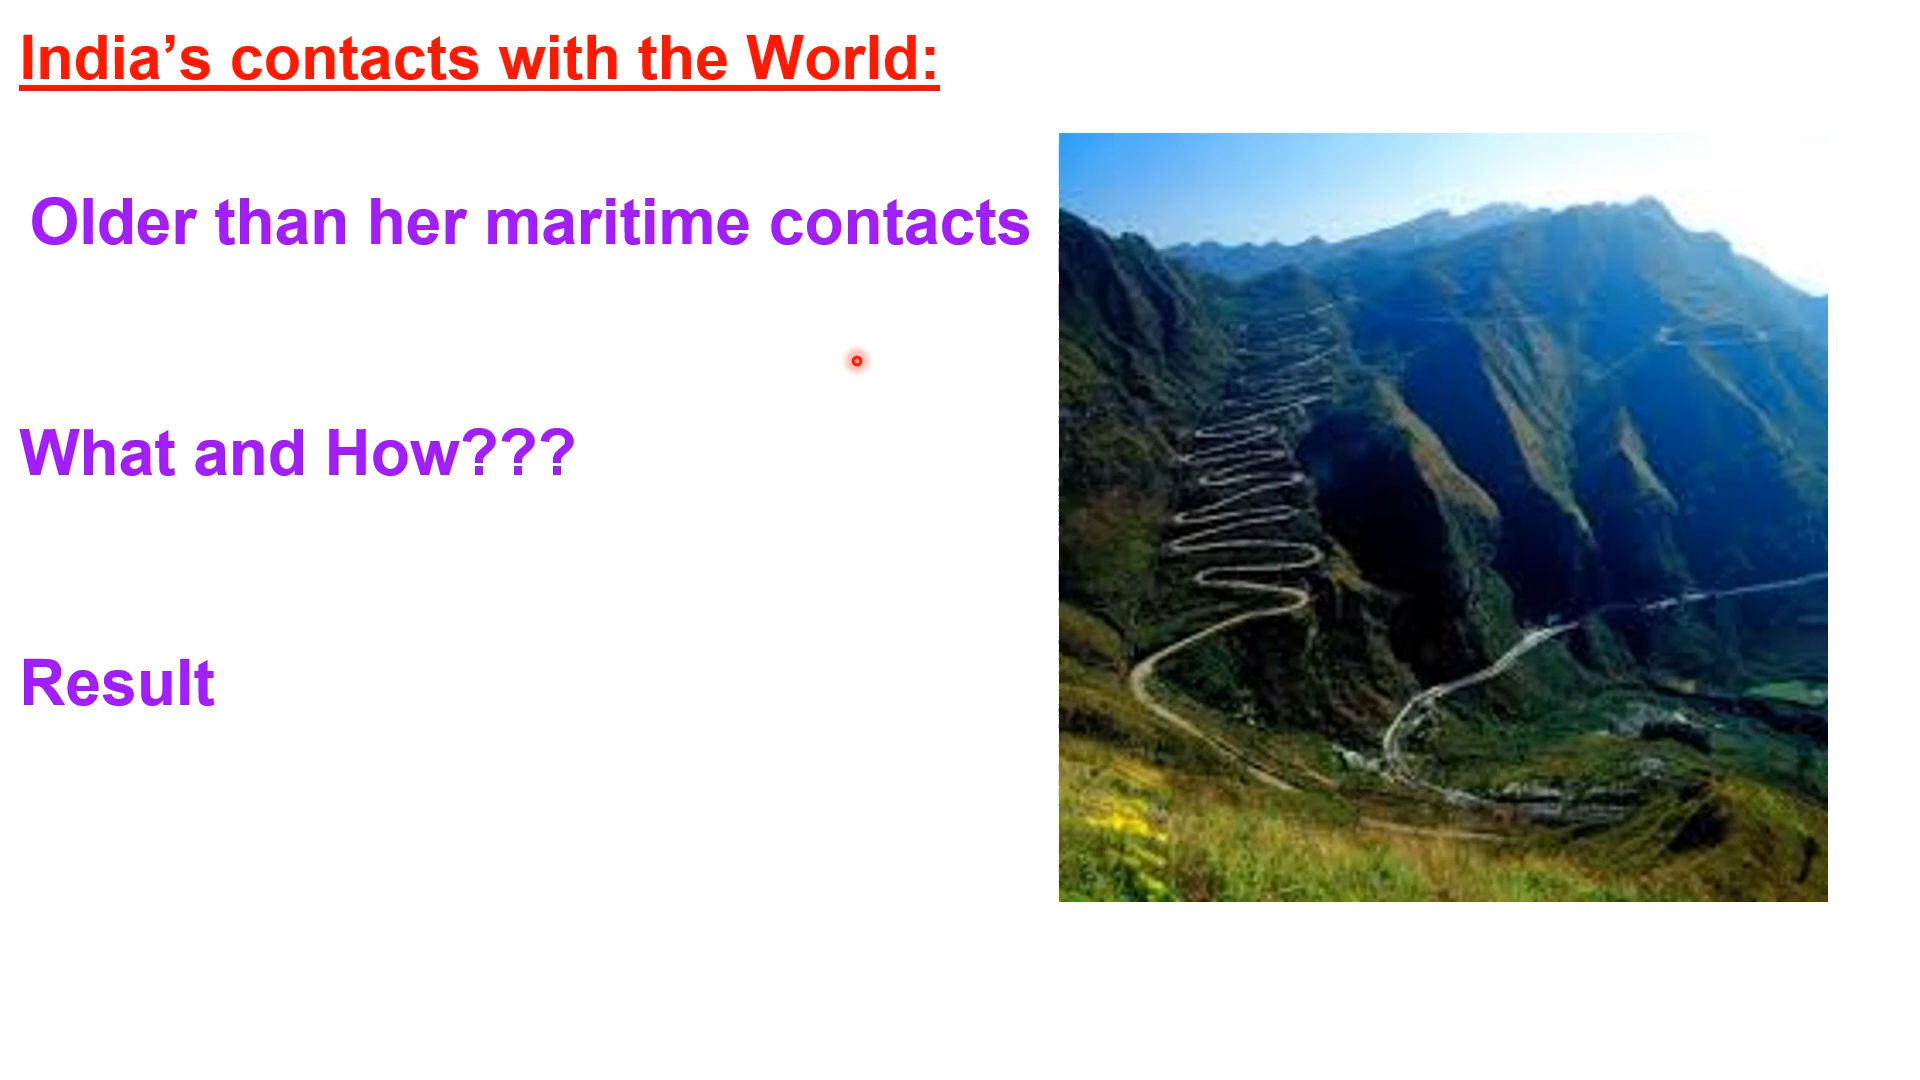 India’s contacts with the World:
Older than her maritime contacts
What and How???
Result